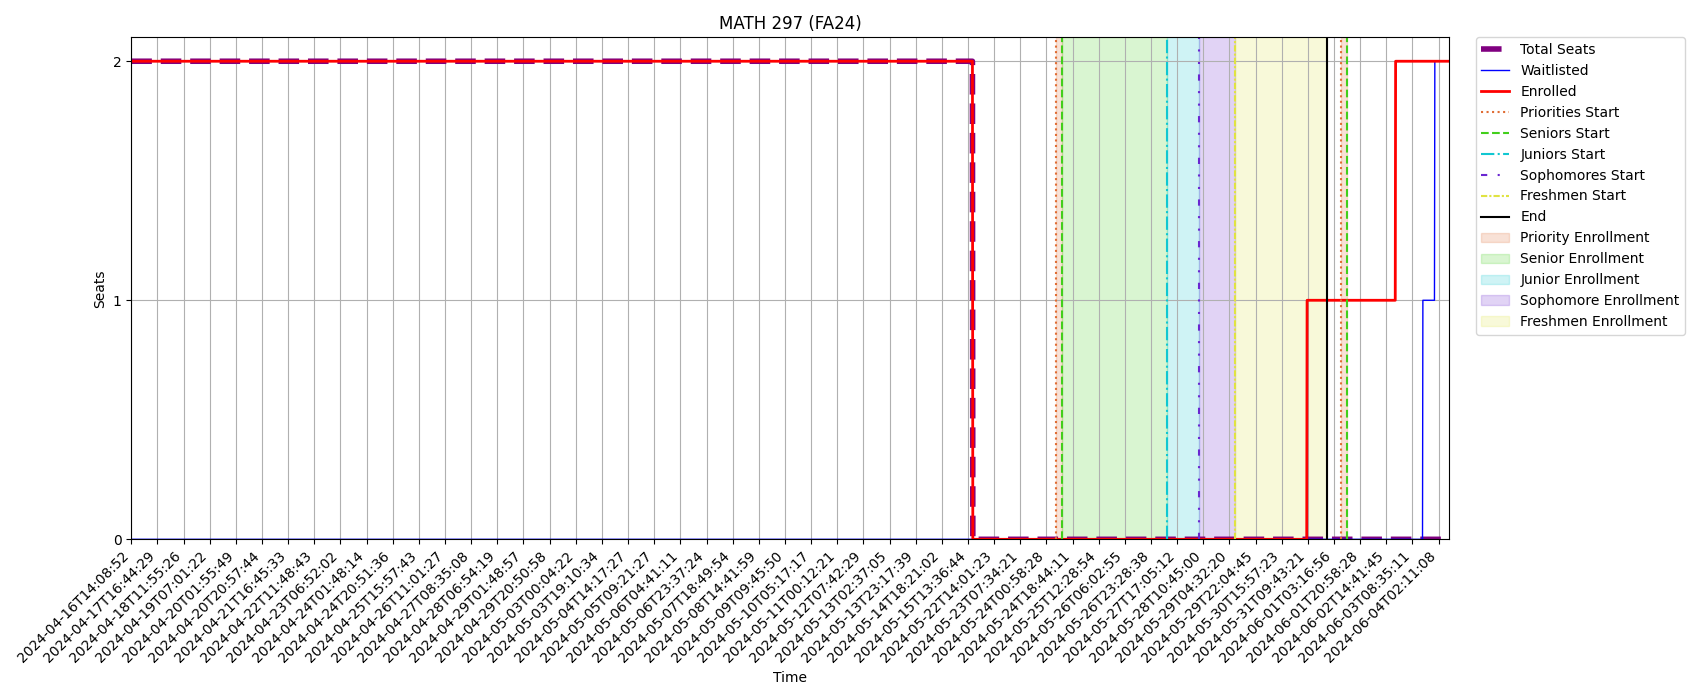 MATH 297 (FA24)
Seats
2
1
0
2024-04-16T14:08:52
2024-04-17T16:44:29
2024-04-18T11:55:26
2024-04-19T07:01:22
2024-04-20T01:55:49
2024-04-20T20:57:44
2024-04-21T16:45:33
2024-04-22T11:48:43
2024-04-23T06:52:02
2024-04-24T01:48:14
2024-04-24T20:51:36
2024-04-25T15:57:43
2024-04-26T11:01:27
2024-04-27T08:35:08
2024-04-28T06:54:19
2024-04-29T01:48:57
2024-04-29T20:50:58
2024-05-03T00:04:22
2024-05-03T19:10:34
2024-05-04T14:17:27
2024-05-05T09:21:27
2024-05-06T04:41:11
2024-05-06T23:37:24
2024-05-07T18:49:54
2024-05-08T14:41:59
2024-05-09T09:45:50
2024-05-10T05:17:17
2024-05-11T00:12:21
2024-05-12T07:42:29
2024-05-13T02:37:05
2024-05-13T23:17:39
2024-05-14T18:21:02
2024-05-15T13:36:44
2024-05-22T14:01:23
2024-05-23T07:34:21
2024-05-24T00:58:28
2024-05-24T18:44:11
2024-05-25T12:28:54
2024-05-26T06:02:55
2024-05-26T23:28:38
2024-05-27T17:05:12
2024-05-28T10:45:00
2024-05-29T04:32:20
2024-05-29T22:04:45
2024-05-30T15:57:23
2024-05-31T09:43:21
2024-06-01T03:16:56
2024-06-01T20:58:28
2024-06-02T14:41:45
2024-06-03T08:35:11
2024-06-04T02:11:08
Time
Total Seats
Waitlisted
Enrolled
Priorities Start
Seniors Start
Juniors Start
Sophomores Start
Freshmen Start
End
Priority Enrollment
Senior Enrollment
Junior Enrollment
Sophomore Enrollment
Freshmen Enrollment